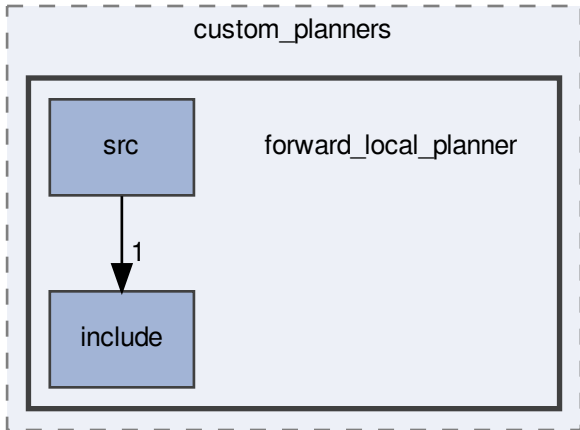 custom_planners
src
forward_local_planner
1
include